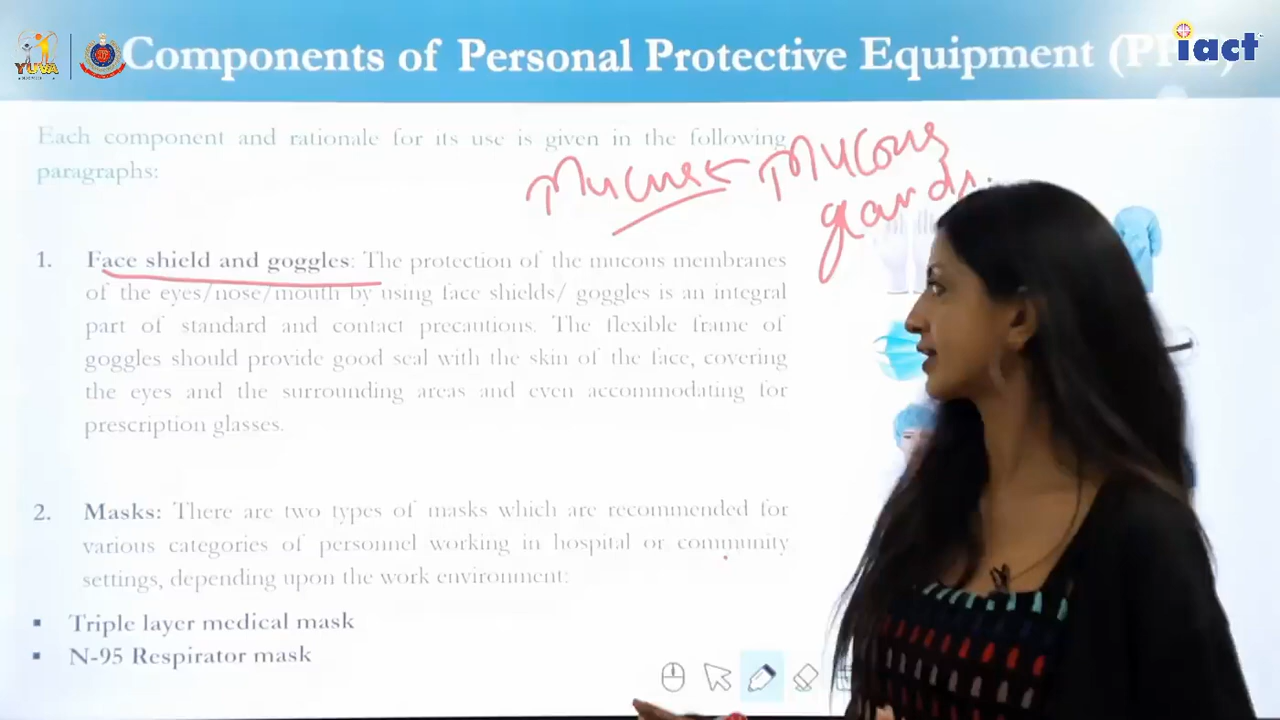 YUVA
Components of Personal Protective Equipment (PPE)
iact
Each component and rationale for its use is given in the following
paragraphs:
Mucus ← Mucous
glands
1. Face shield and goggles: The protection of the mucous membranes
of the eyes/nose/mouth by using face shields/ goggles is an integral
part of standard and contact precautions. The flexible frame of
goggles should provide good seal with the skin of the face, covering
the eyes and the surrounding areas and even accommodating for
prescription glasses.
2. Masks: There are two types of masks which are recommended for
various categories of personnel working in hospital or community
settings, depending upon the work environment:
▪ Triple layer medical mask
▪ N-95 Respirator mask